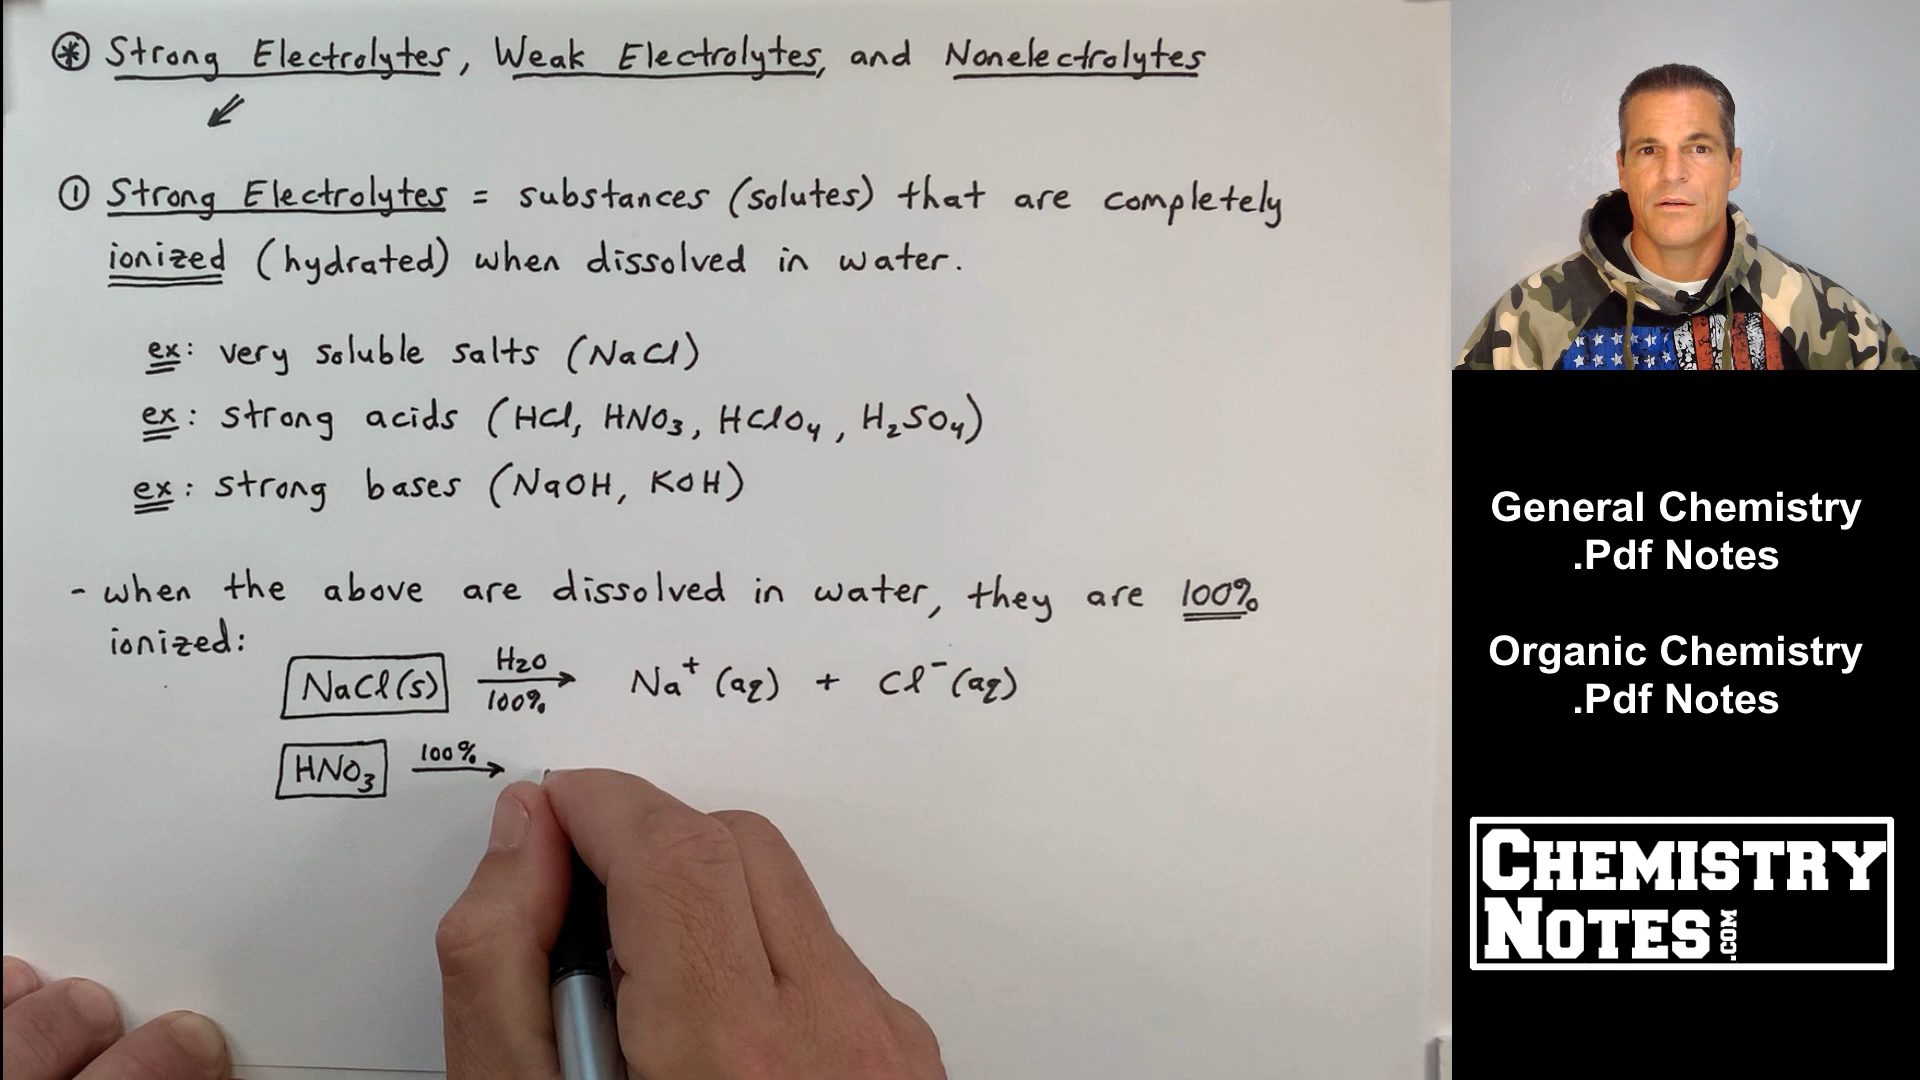 * Strong Electrolytes, Weak Electrolytes, and Nonelectrolytes
① Strong Electrolytes = substances (solutes) that are completely
ionized (hydrated) when dissolved in water.
ex: very soluble salts (NaCl)
ex: strong acids (HCl, HNO₃, HClO₄, H₂SO₄)
ex: strong bases (NaOH, KOH)
- when the above are dissolved in water, they are 100%
ionized:
NaCl(s) H₂O 100% → Na⁺(aq) + Cl⁻(aq)
HNO₃ 100% →
General Chemistry
.Pdf Notes
Organic Chemistry
.Pdf Notes
CHEMISTRY
NOTES.COM